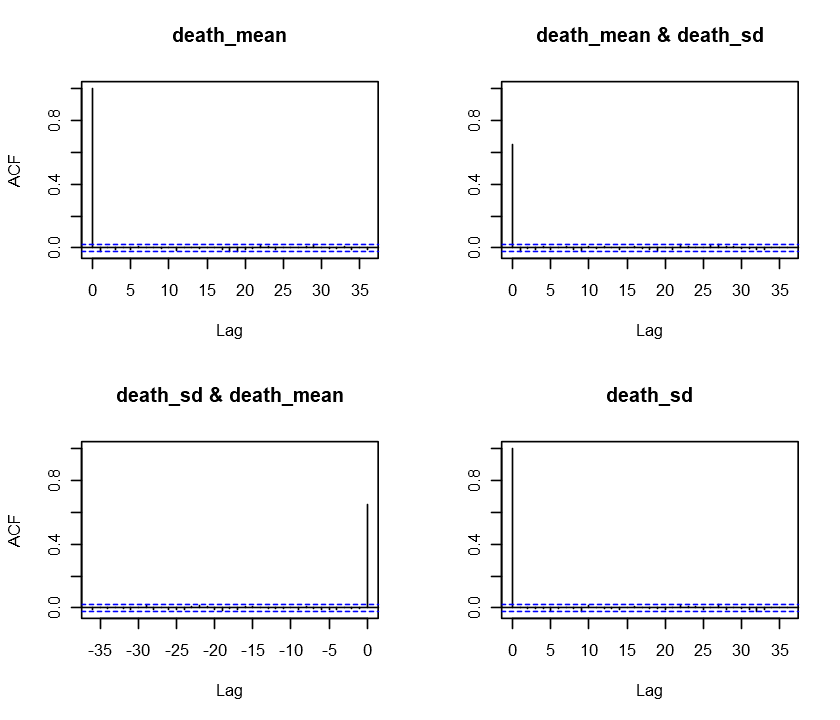 death_mean
death_mean & death_sd
ACF
0.0 0.4 0.8
0.0 0.4 0.8
0 5 10 15 20 25 30 35
0 5 10 15 20 25 30 35
Lag
Lag
death_sd & death_mean
death_sd
ACF
0.0 0.4 0.8
0.0 0.4 0.8
-35 -30 -25 -20 -15 -10 -5 0
0 5 10 15 20 25 30 35
Lag
Lag